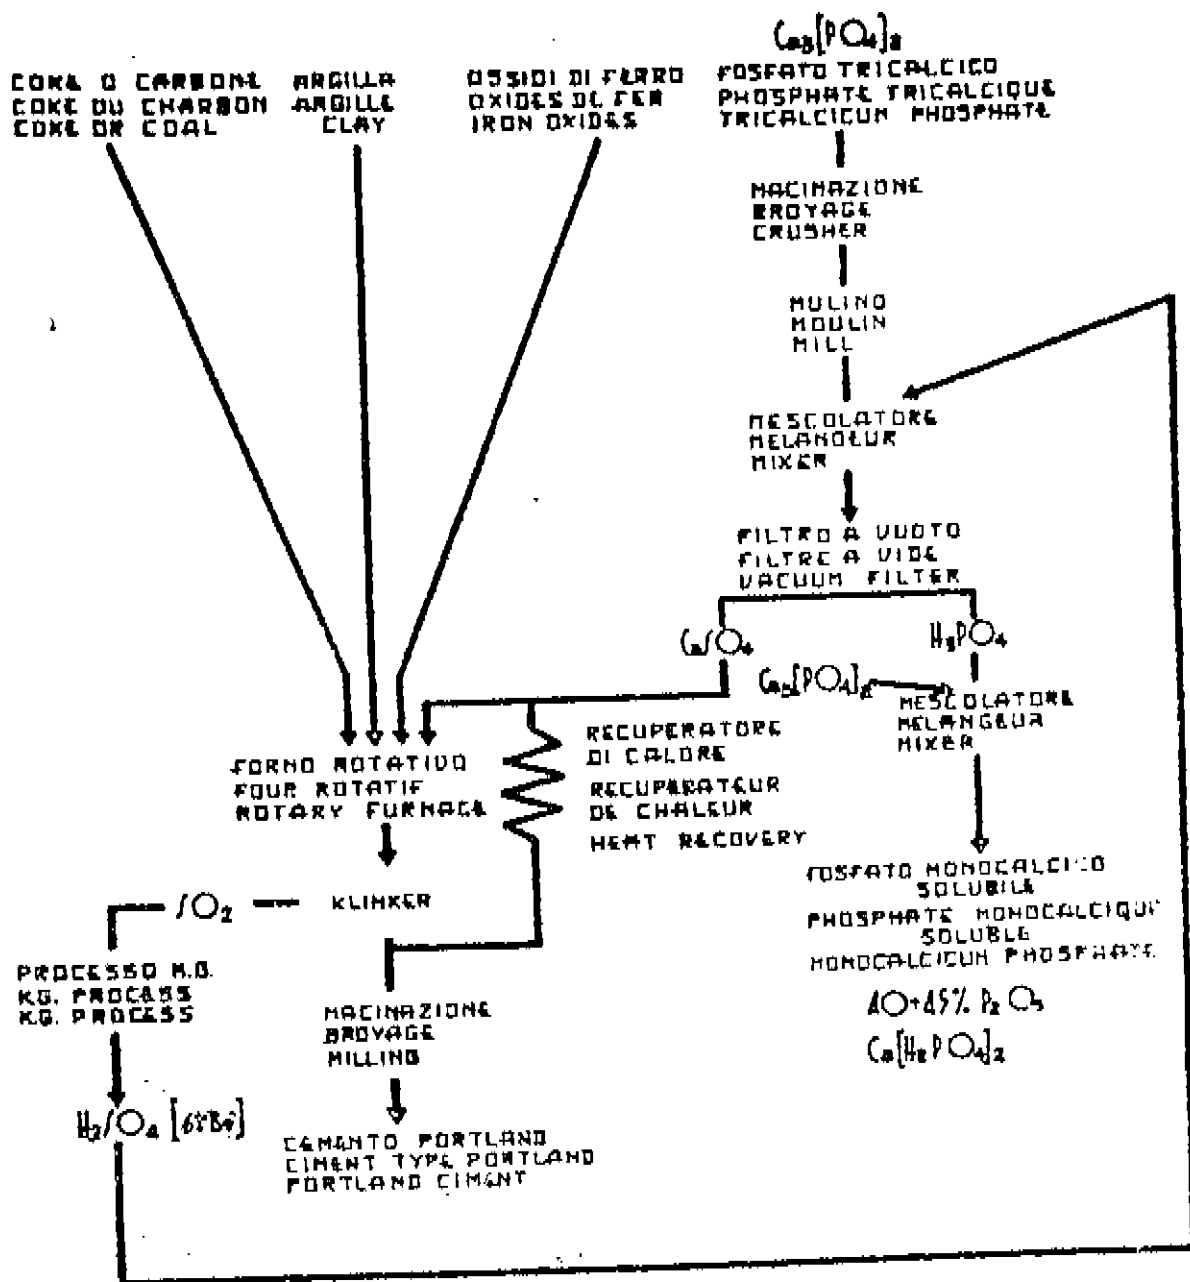 Ca3[PO4]2
COKE O CARBONE
COKE OU CHARBON
COKE OR COAL
ARGILLA
ARGILLE
CLAY
OSSIDI DI FERRO
OXIDES DE FER
IRON OXIDES
FOSFATO TRICALCICO
PHOSPHATE TRICALCIQUE
TRICALCICUM PHOSPHATE
MACINAZIONE
BROYAGE
CRUSHER
MULINO
MOULIN
MILL
MESCOLATORE
MELANGEUR
MIXER
FILTRO A VUOTO
FILTRE A VIDE
VACUUM FILTER
CaSO4
H3PO4
[PO4]2
MESCOLATORE
MELANGEUR
MIXER
RECUPERATORE
DI CALORE
RECUPERATEUR
DE CHALEUR
HEAT RECOVERY
FORNO ROTATIVO
FOUR ROTATIF
ROTARY FURNACE
SO2
KLINKER
FOSFATO MONOCALCICO
SOLUBILE
PHOSPHATE MONOCALCIQUE
SOLUBLE
MONOCALCICUM PHOSPHATE
40+45% P2O5
Ca[H2PO4]2
PROCESSO K.G.
KG. PROCESS
KG. PROCESS
MACINAZIONE
BROYAGE
MILLING
H2SO4
CEMENTO PORTLAND
CIMENT TYPE PORTLAND
PORTLAND CIMENT